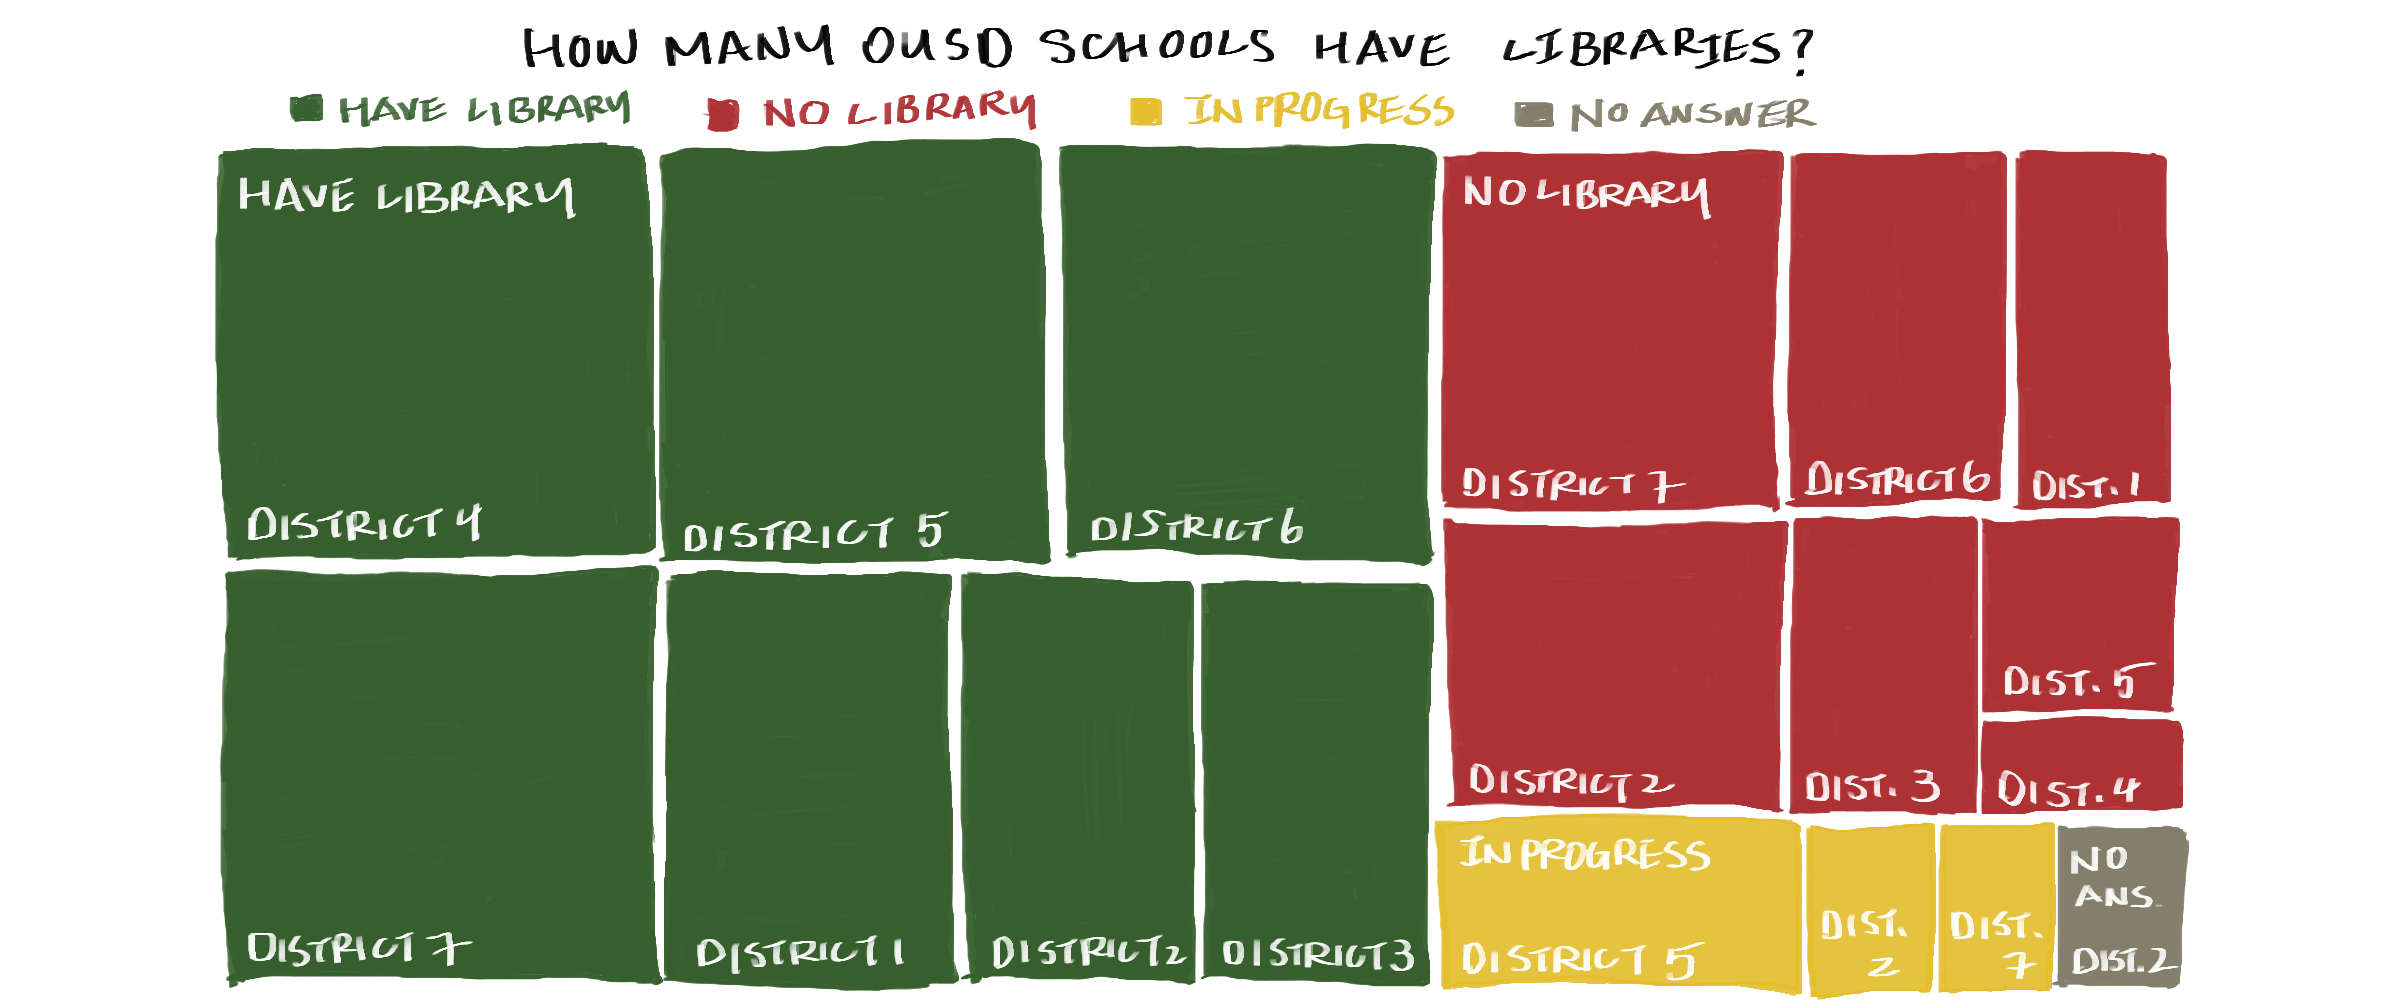 HOW MANY OUSD SCHOOLS HAVE LIBRARIES?
HAVE LIBRARY NO LIBRARY IN PROGRESS NO ANSWER
HAVE LIBRARY
DISTRICT 4
DISTRICT 5
DISTRICT 6
DISTRICT 7
DISTRICT 1
DISTRICT 2
DISTRICT 3
NO LIBRARY
DISTRICT 7
DISTRICT 6
DIST. 1
DISTRICT 2
DIST. 3
DIST. 5
DIST. 4
IN PROGRESS
DISTRICT 5
DIST.
2
DIST.
7
NO
ANS.
DIST. 2